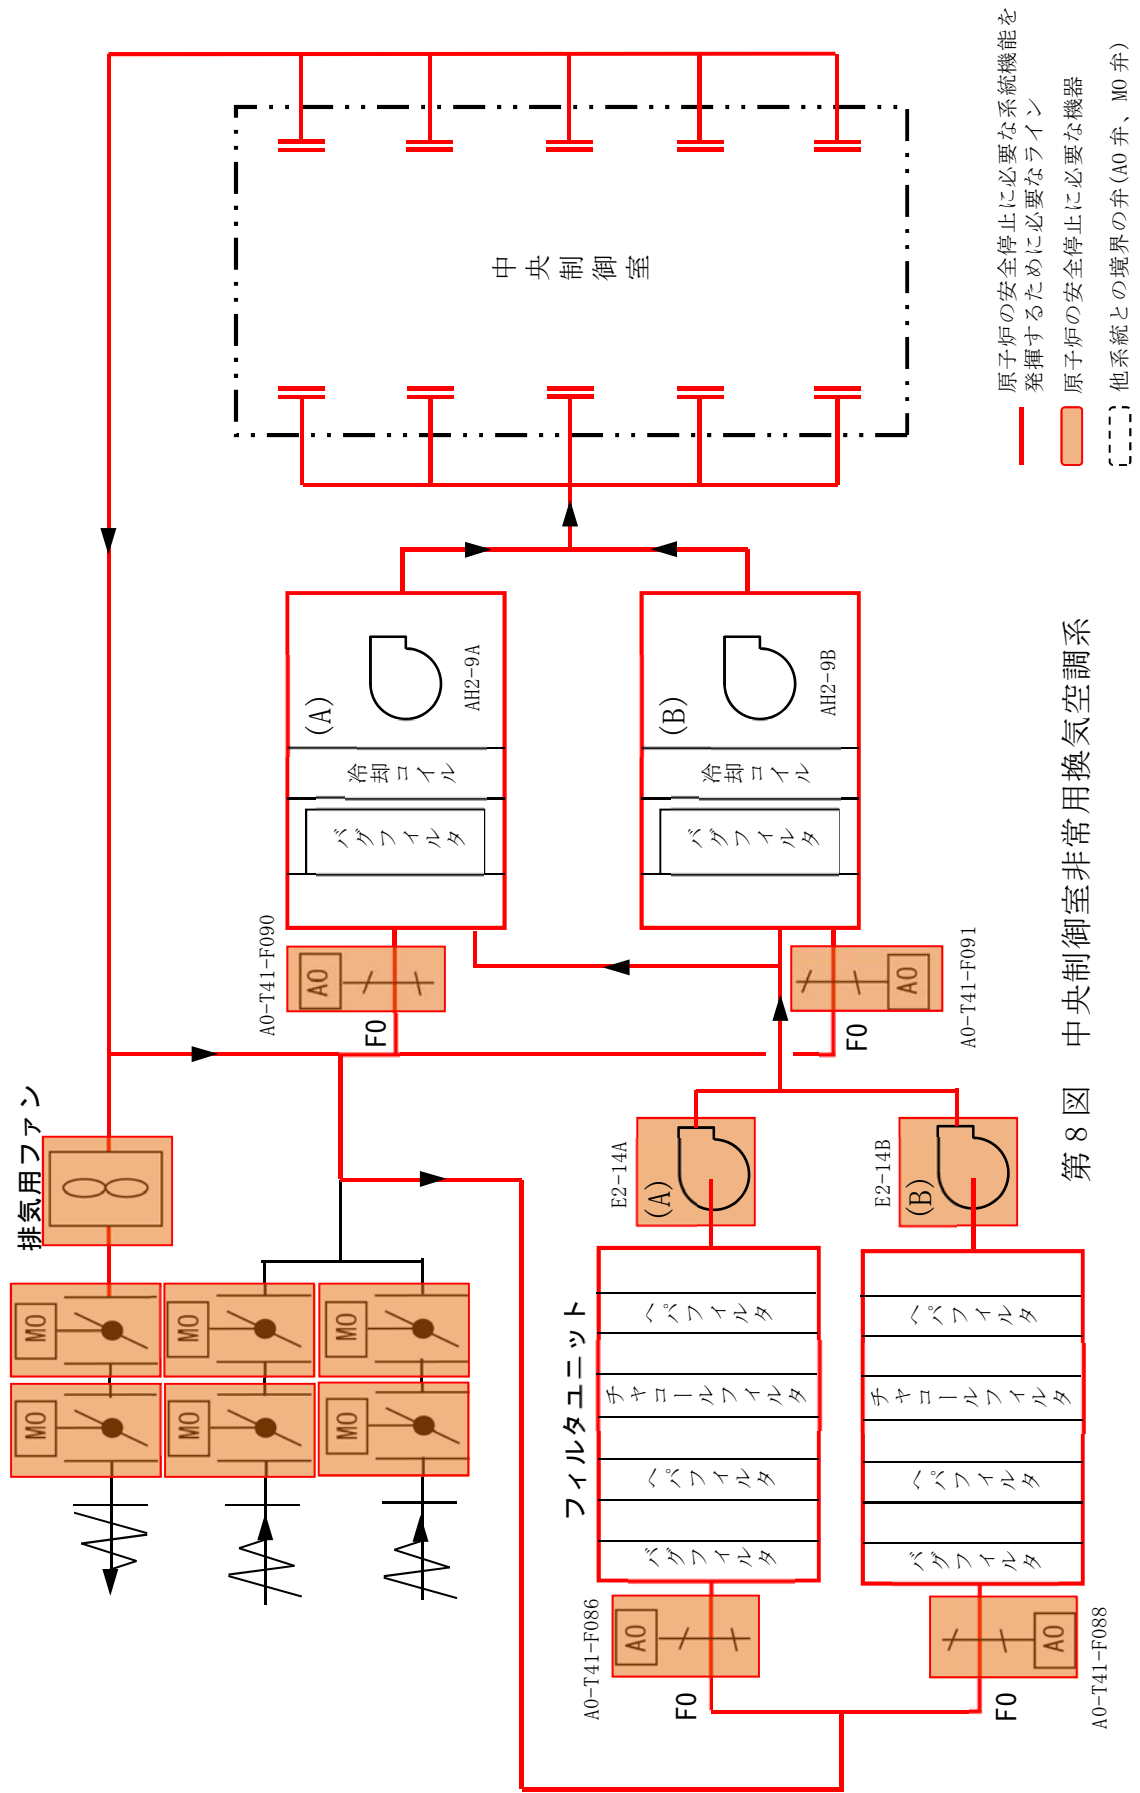 排気用ファン
MO
MO
MO
MO
MO
MO
フィルタユニット
バグフィルタ
ヘパフィルタ
チャコールフィルタ
ヘパフィルタ
バグフィルタ
ヘパフィルタ
チャコールフィルタ
ヘパフィルタ
AO-T41-F086
AO
FO
AO-T41-F088
AO
FO
E2-14A
(A)
E2-14B
(B)
AO-T41-F090
AO
FO
AO-T41-F091
AO
FO
バグフィルタ
冷却コイル
(A)
AH2-9A
バグフィルタ
冷却コイル
(B)
AH2-9B
中央制御室
原子炉の安全停止に必要な系統機能を
発揮するために必要なライン
原子炉の安全停止に必要な機器
他系統との境界の弁(AO弁、MO弁)
第8図　中央制御室非常用換気空調系